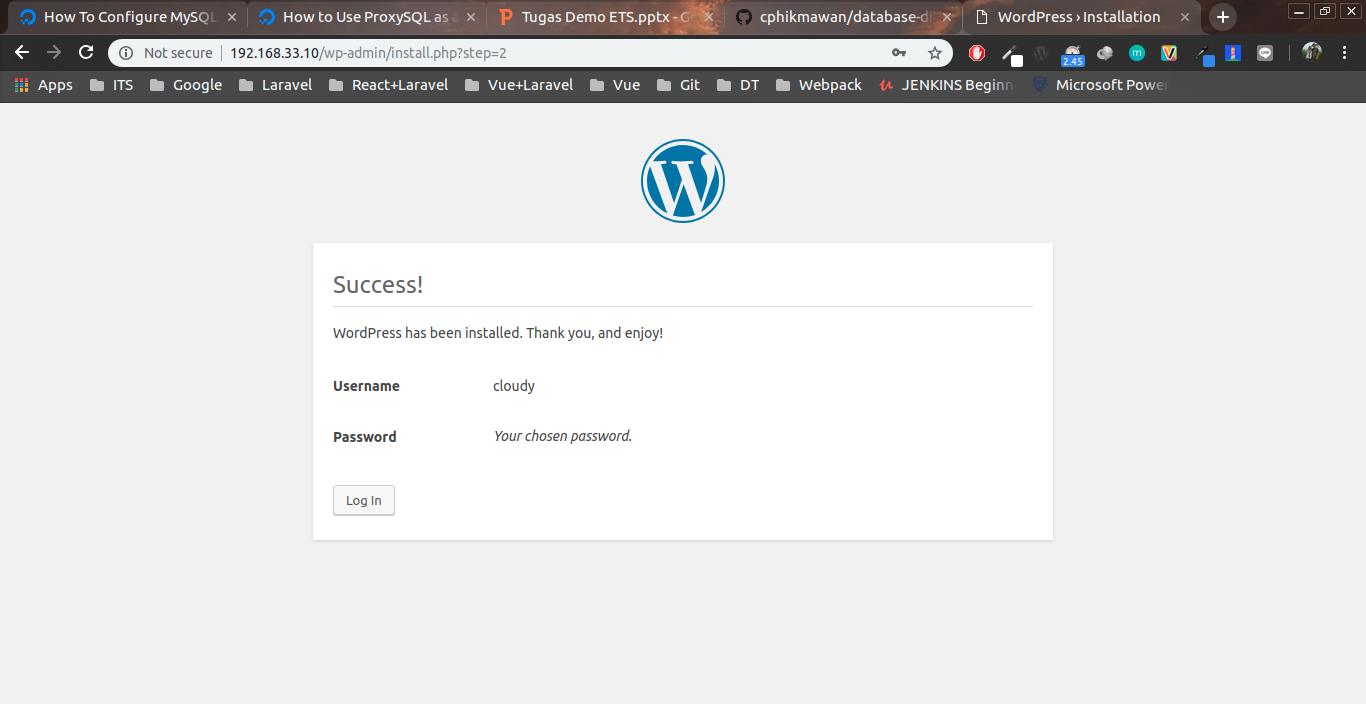 How To Configure MySQL
How to Use ProxySQL as a
Tugas Demo ETS.pptx - G
cphikmawan/database-di
WordPress › Installation
Not secure
192.168.33.10/wp-admin/install.php?step=2
2.45
Apps
ITS
Google
Laravel
React+Laravel
Vue+Laravel
Vue
Git
DT
Webpack
JENKINS Beginn
Microsoft Power
Success!
WordPress has been installed. Thank you, and enjoy!
Username cloudy
Password Your chosen password.
Log In